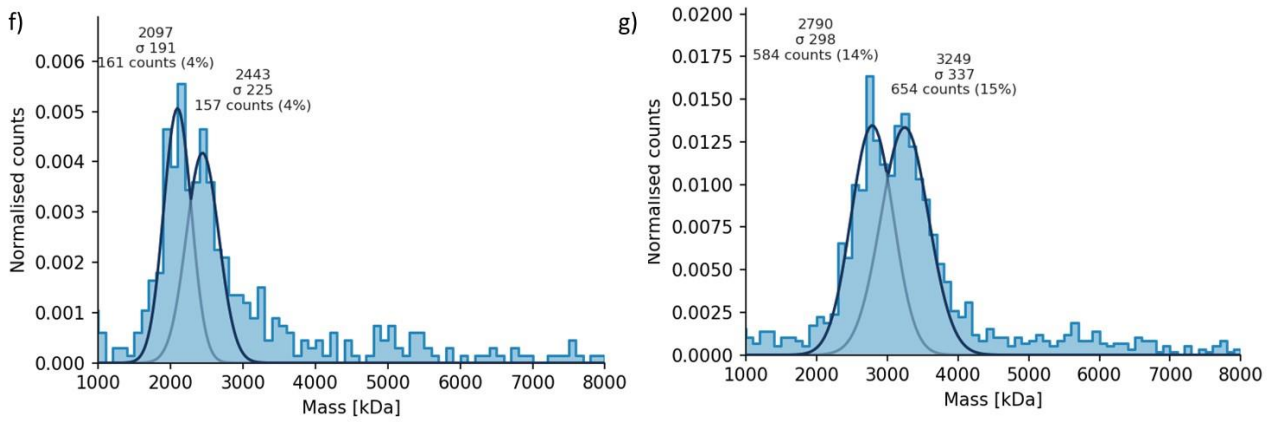 f)
2097
σ 191
161 counts (4%)
2443
σ 225
157 counts (4%)
Normalised counts
0.006
0.005
0.004
0.003
0.002
0.001
0.000
1000 2000 3000 4000 5000 6000 7000 8000
Mass [kDa]
g)
2790
σ 298
584 counts (14%)
3249
σ 337
654 counts (15%)
Normalised counts
0.0200
0.0175
0.0150
0.0125
0.0100
0.0075
0.0050
0.0025
0.0000
1000 2000 3000 4000 5000 6000 7000 8000
Mass [kDa]